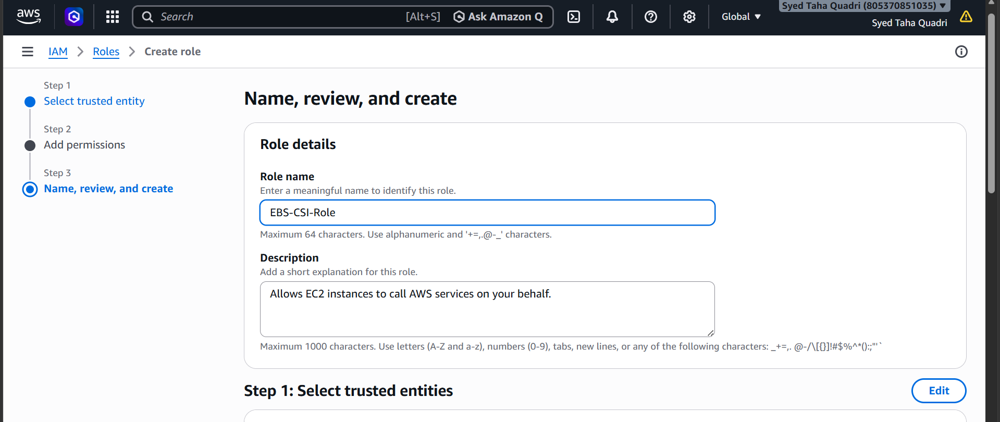 aws
Search [Alt+S] Ask Amazon Q
Global
Syed Taha Quadri (805370851035)
Syed Taha Quadri
IAM Roles Create role
Step 1
Select trusted entity
Step 2
Add permissions
Step 3
Name, review, and create
Name, review, and create
Role details
Role name
Enter a meaningful name to identify this role.
EBS-CSI-Role
Maximum 64 characters. Use alphanumeric and '+=,.@-_' characters.
Description
Add a short explanation for this role.
Allows EC2 instances to call AWS services on your behalf.
Maximum 1000 characters. Use letters (A-Z and a-z), numbers (0-9), tabs, new lines, or any of the following characters: _+=,. @-/\[{}]!#$%^*();:"'`
Step 1: Select trusted entities
Edit